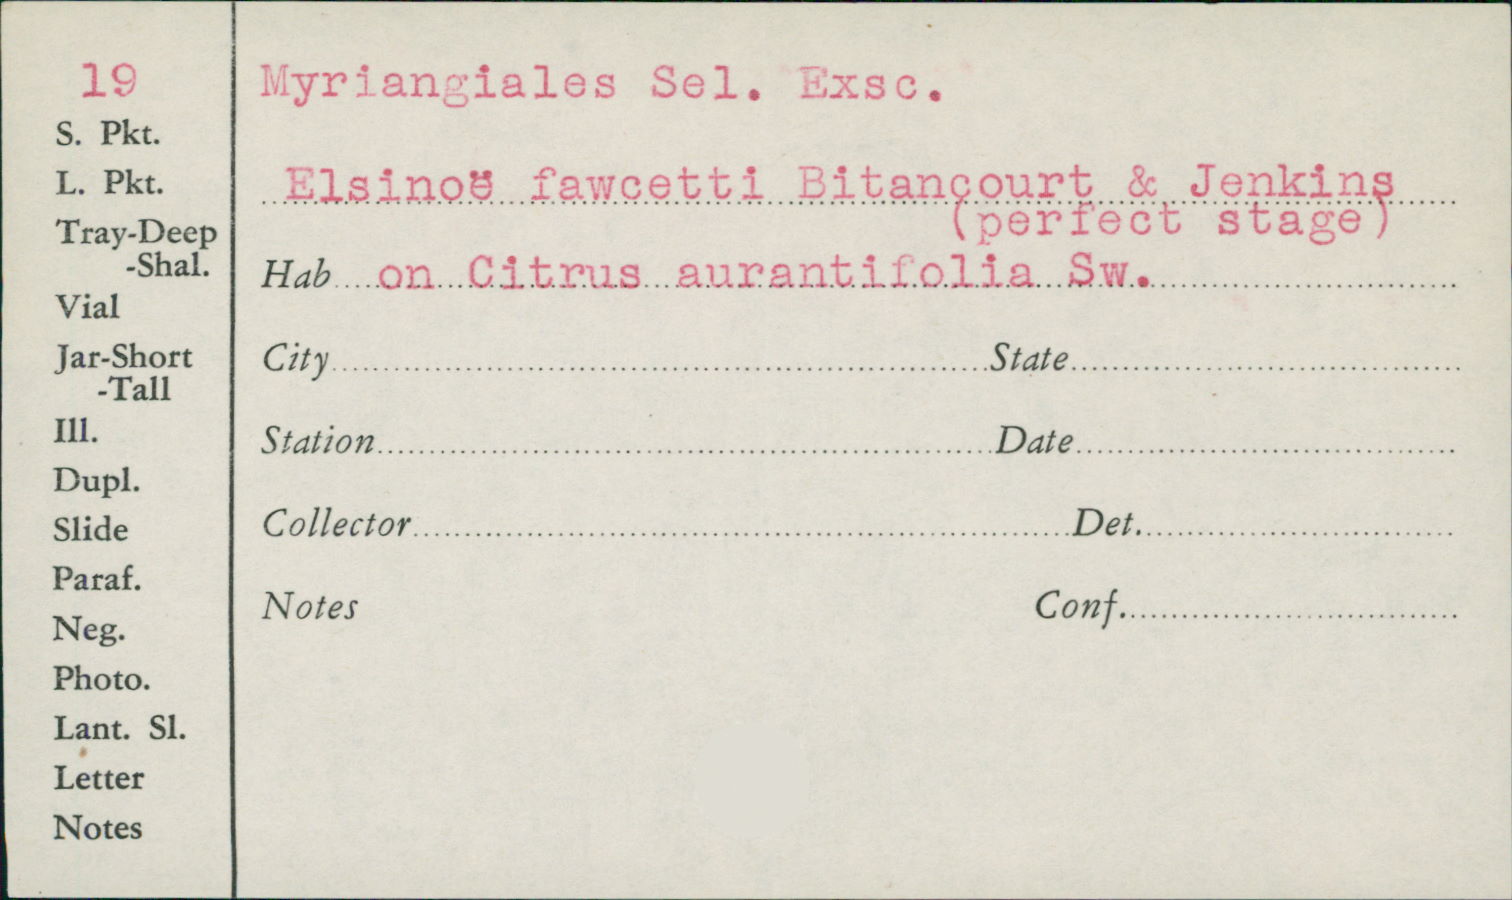 19
Myriangiales Sel. Exsc.
S. Pkt.
L. Pkt.
Elsinoë fawcetti Bitancourt & Jenkins
(perfect stage)
Tray-Deep
-Shal.
Hab on Citrus aurantifolia Sw.
Vial
Jar-Short
-Tall
City State
Ill.
Station Date
Dupl.
Slide
Collector Det.
Paraf.
Neg.
Notes Conf.
Photo.
Lant. Sl.
Letter
Notes